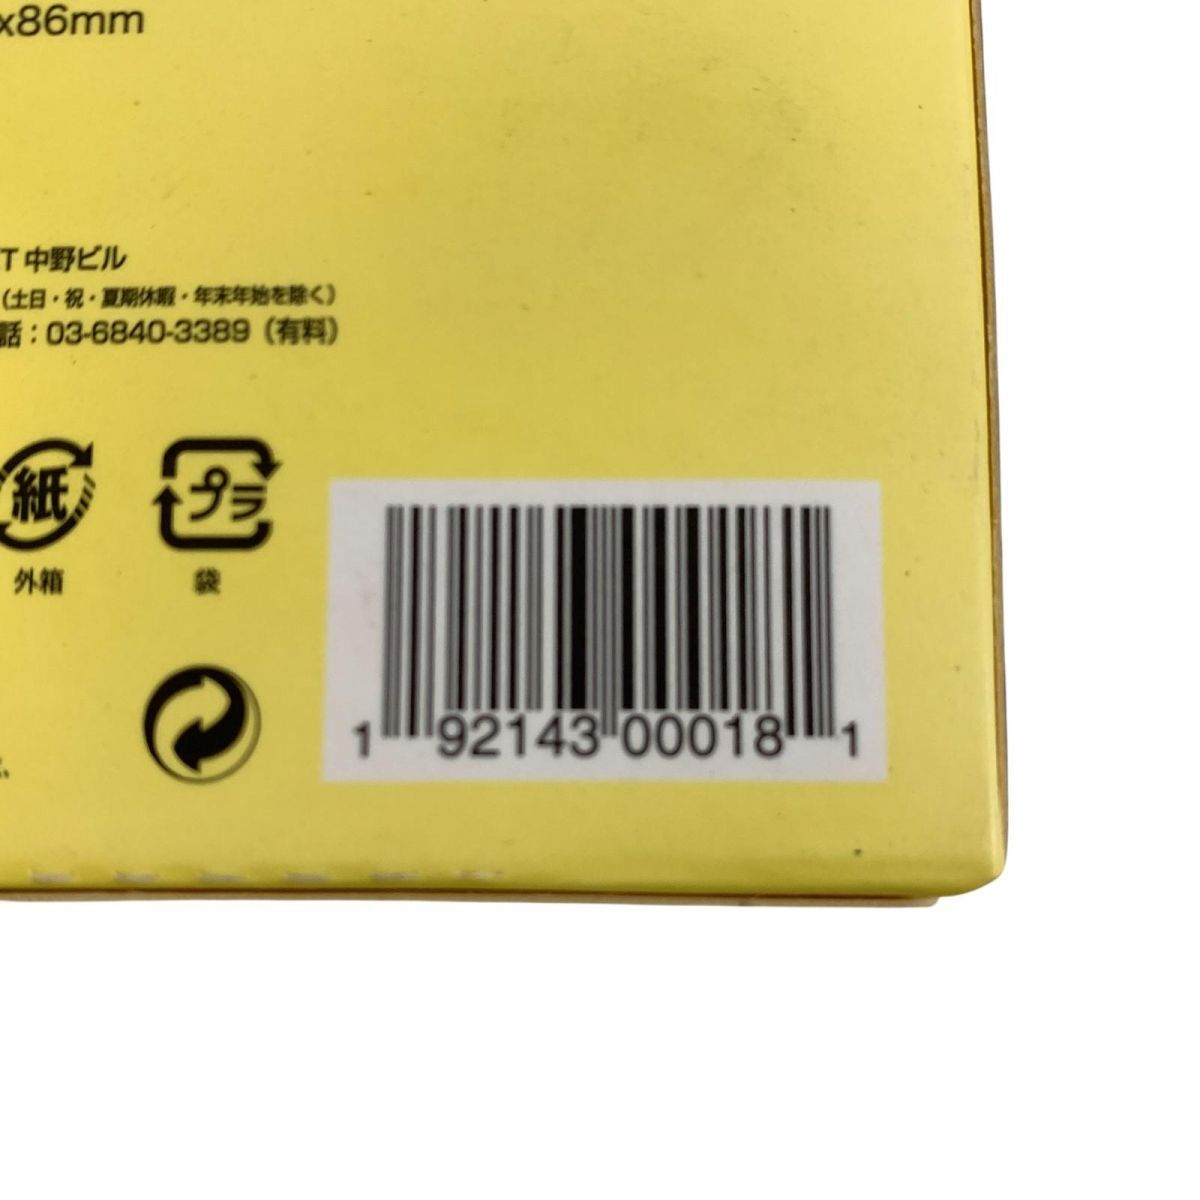 x86mm
T 中野ビル
（土日・祝・夏期休暇・年末年始を除く）
話：03-6840-3389（有料）
紙
プラ
外箱
袋
1 92143 00018 1